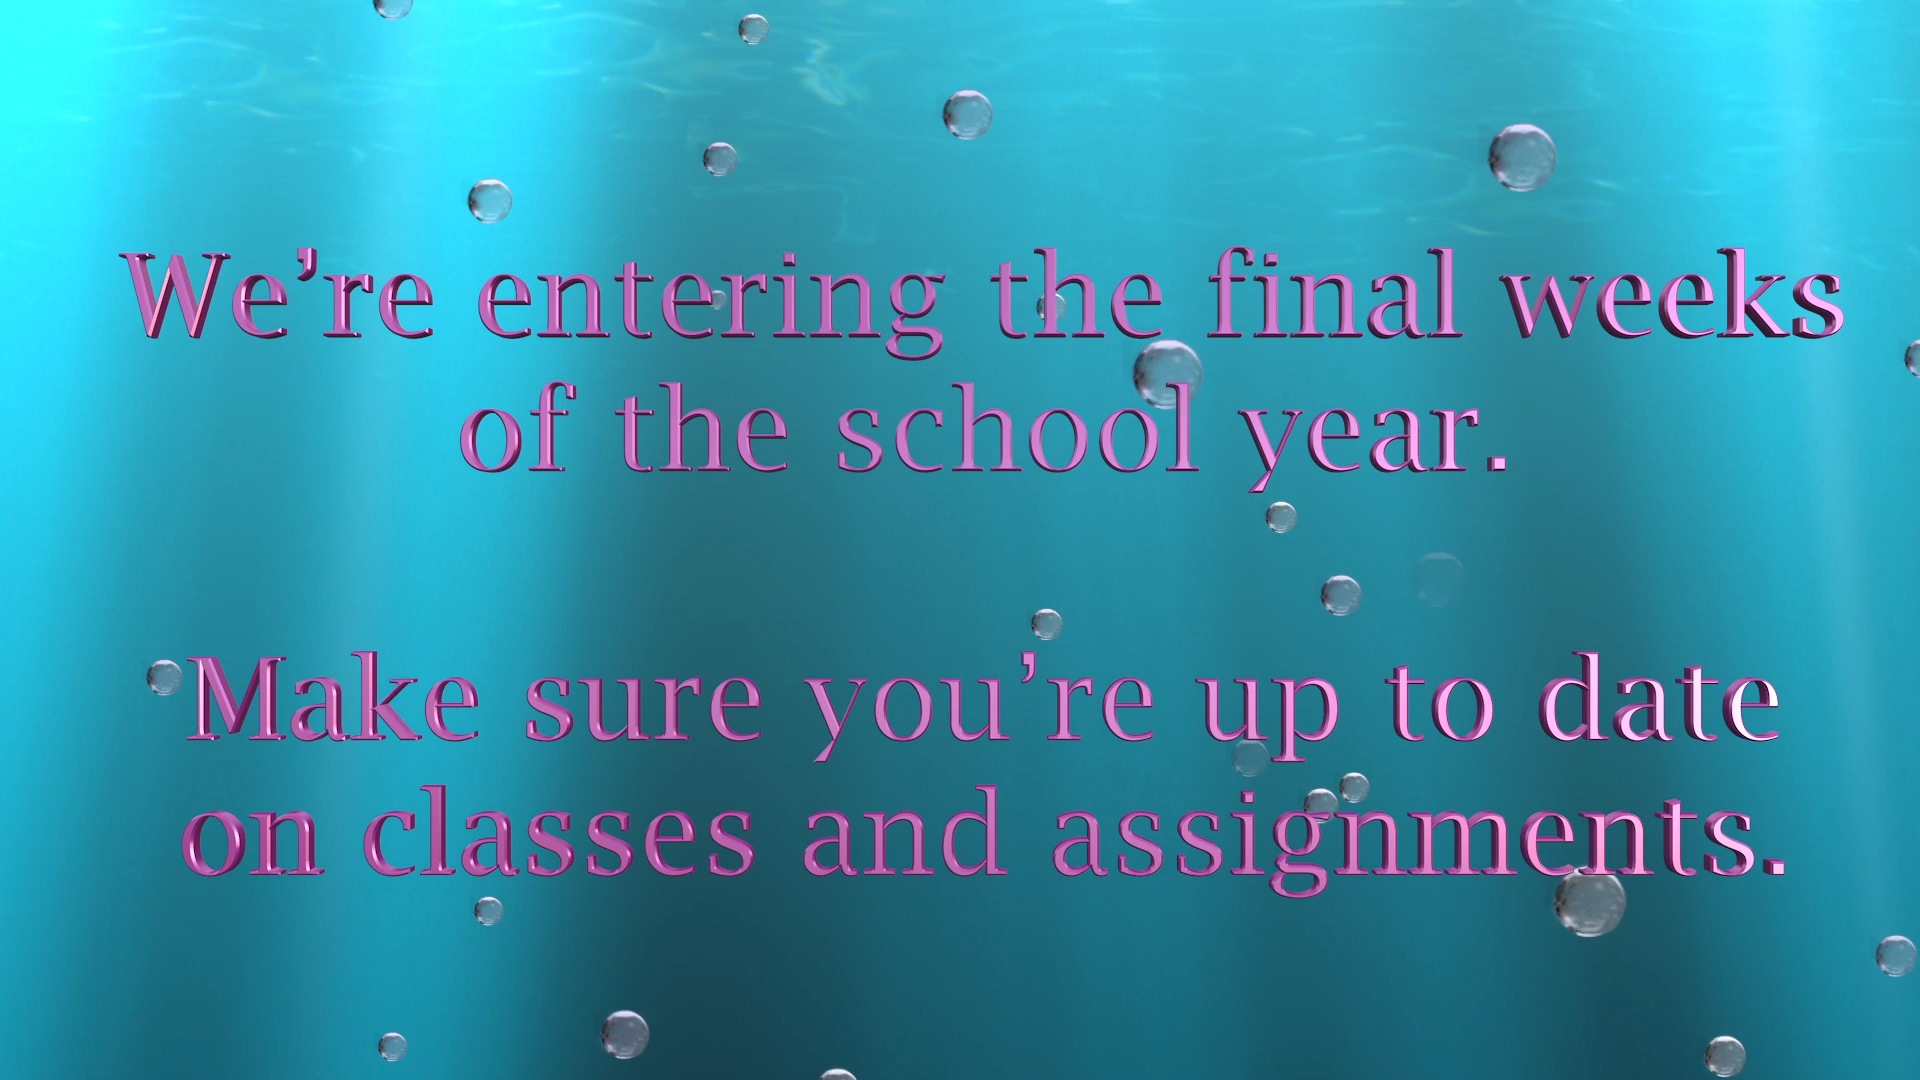 We’re entering the final weeks
of the school year.
Make sure you’re up to date
on classes and assignments.